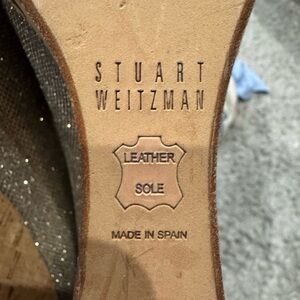 STUART
WEITZMAN
LEATHER
SOLE
MADE IN SPAIN